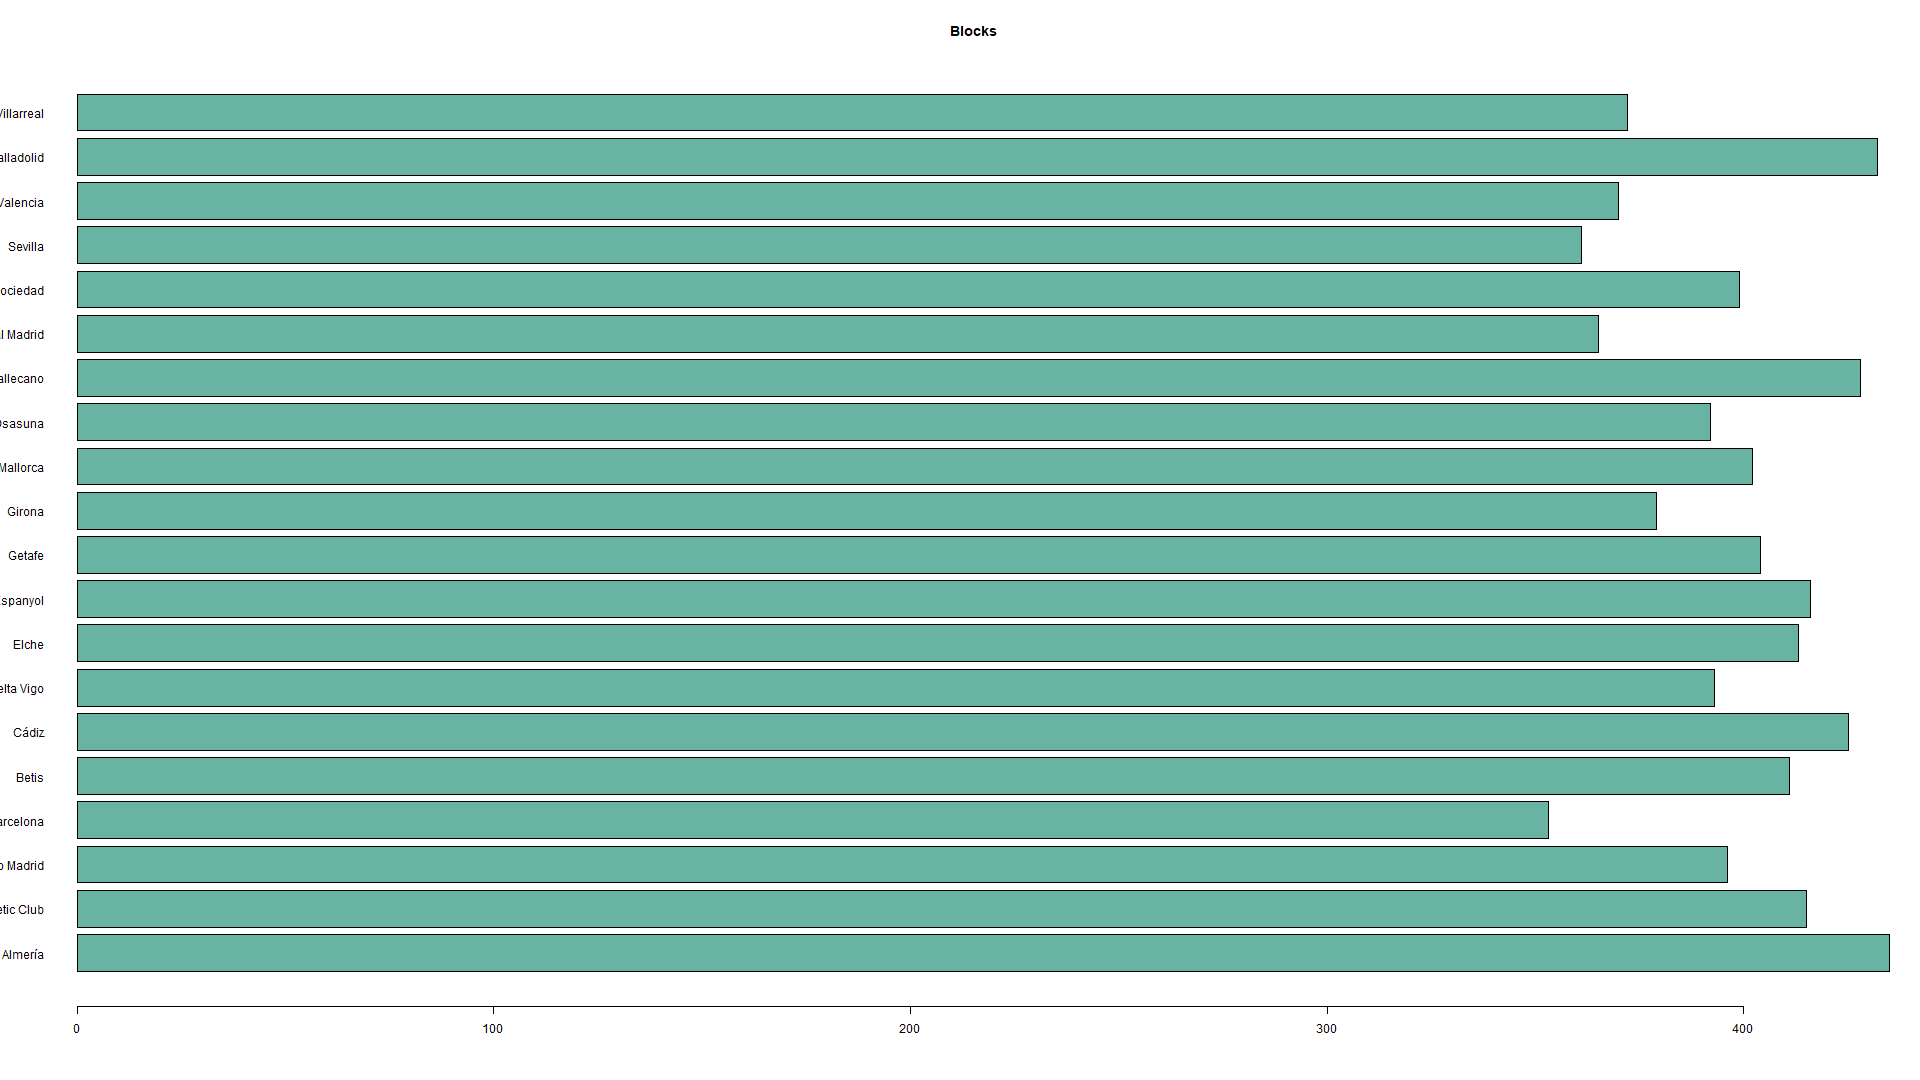 Blocks
Villarreal
alladolid
Valencia
Sevilla
ociedad
l Madrid
allecano
Osasuna
Mallorca
Girona
Getafe
Espanyol
Elche
elta Vigo
Cádiz
Betis
arcelona
o Madrid
etic Club
Almería
0 100 200 300 400